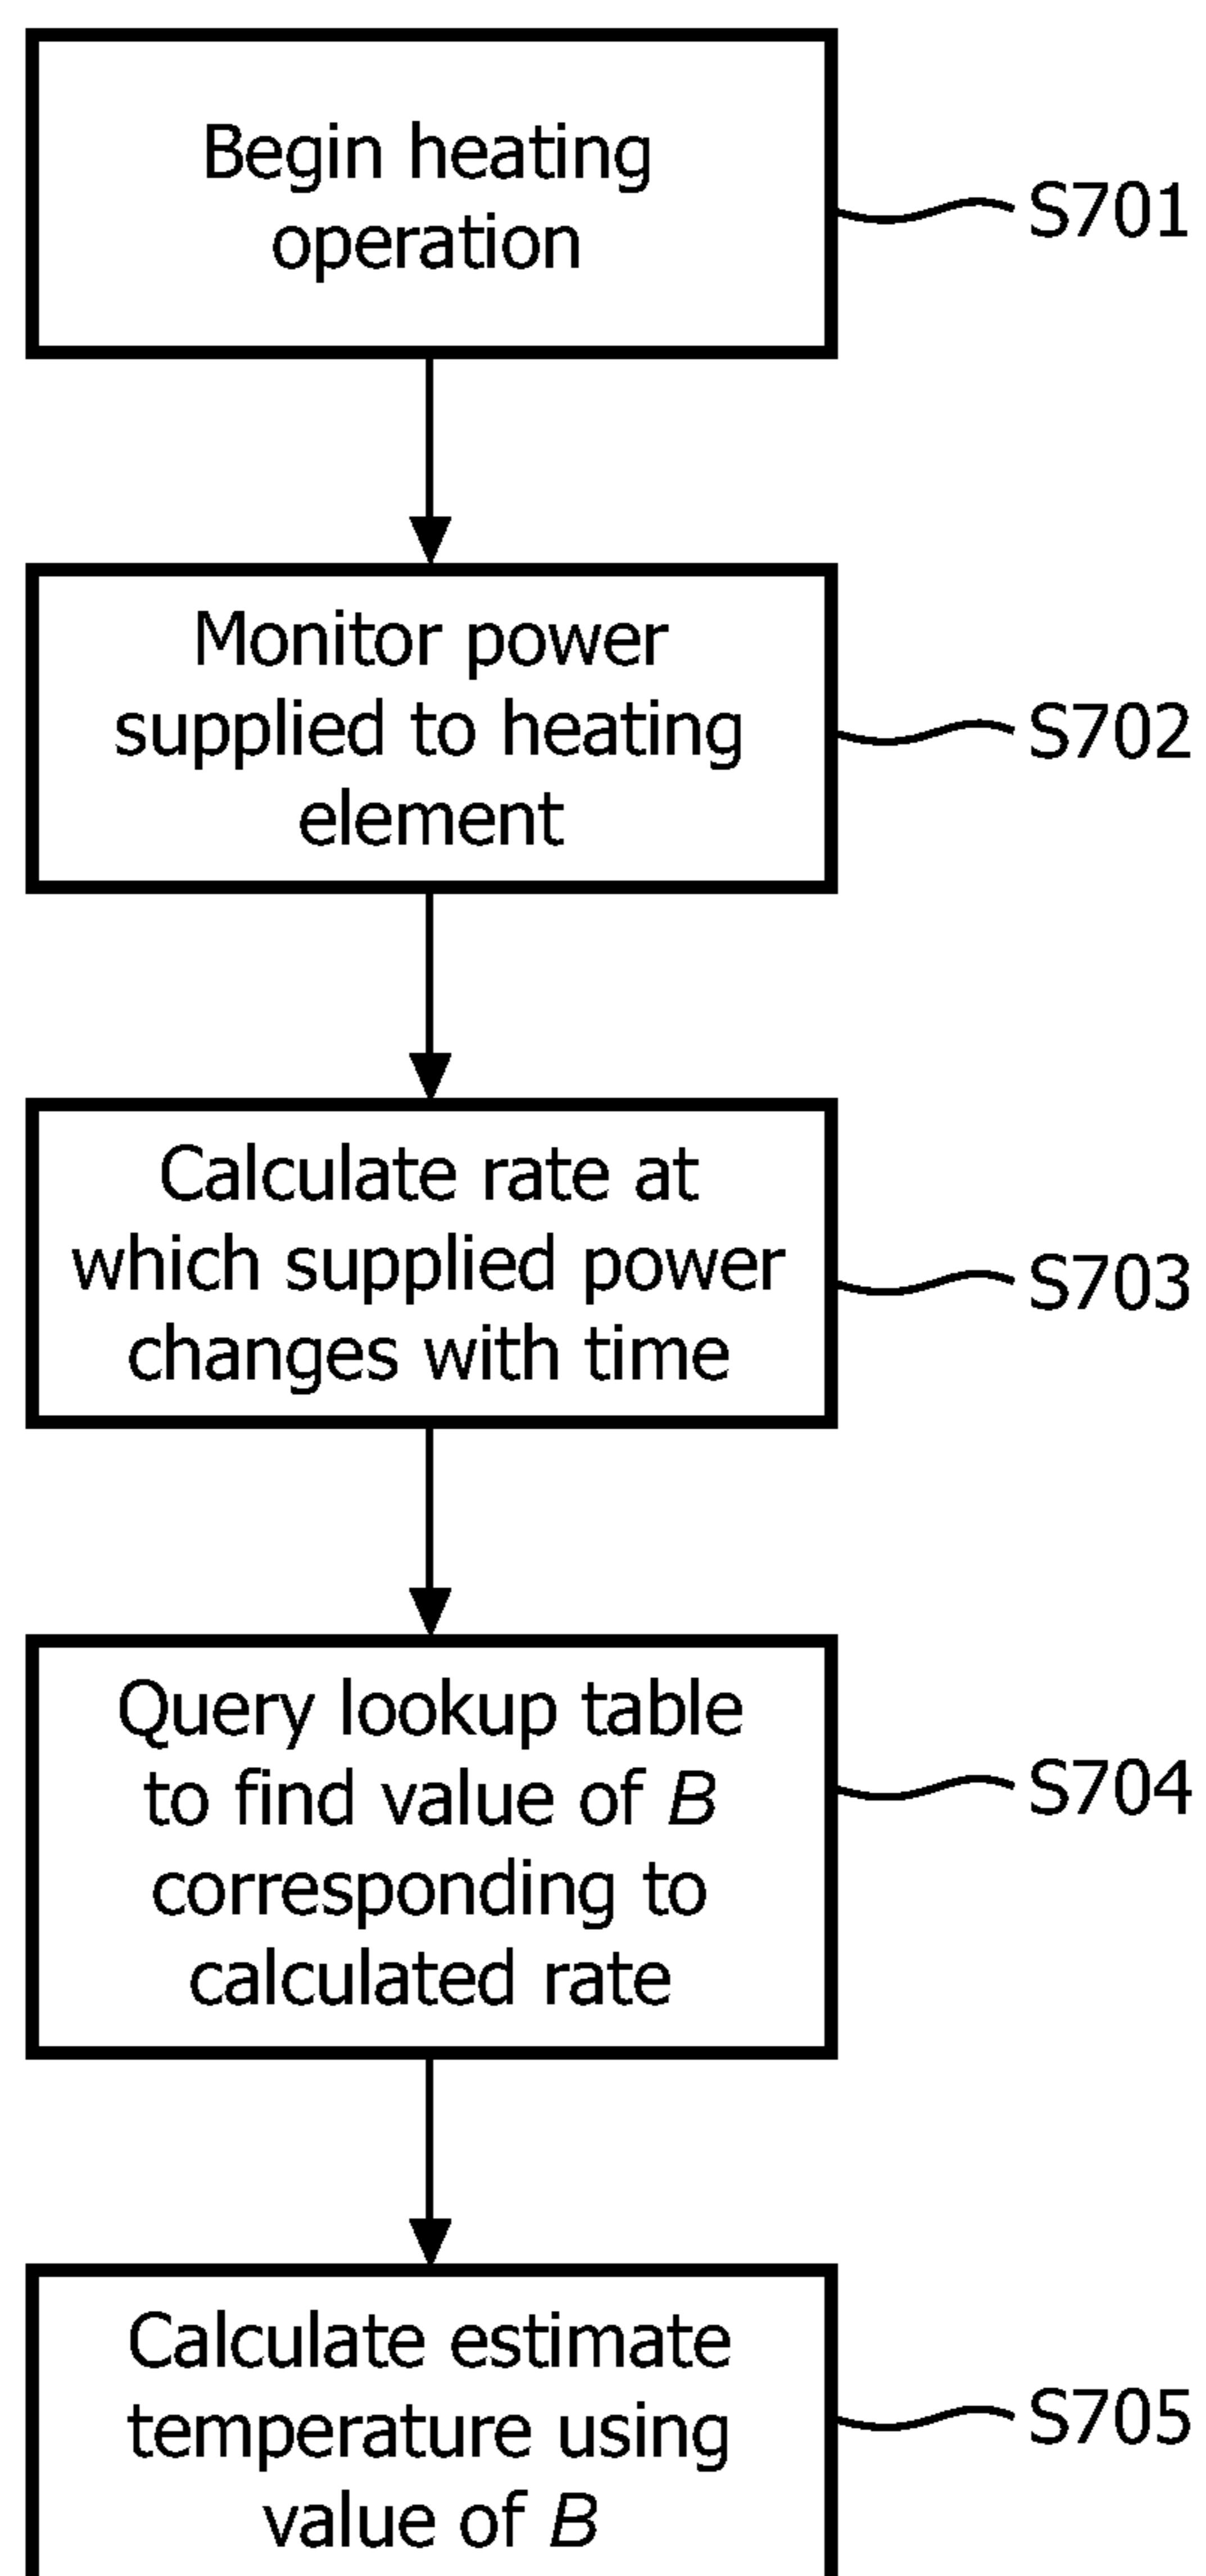 Begin heating
operation
S701
Monitor power
supplied to heating
element
S702
Calculate rate at
which supplied power
changes with time
S703
Query lookup table
to find value of B
corresponding to
calculated rate
S704
Calculate estimate
temperature using
value of B
S705